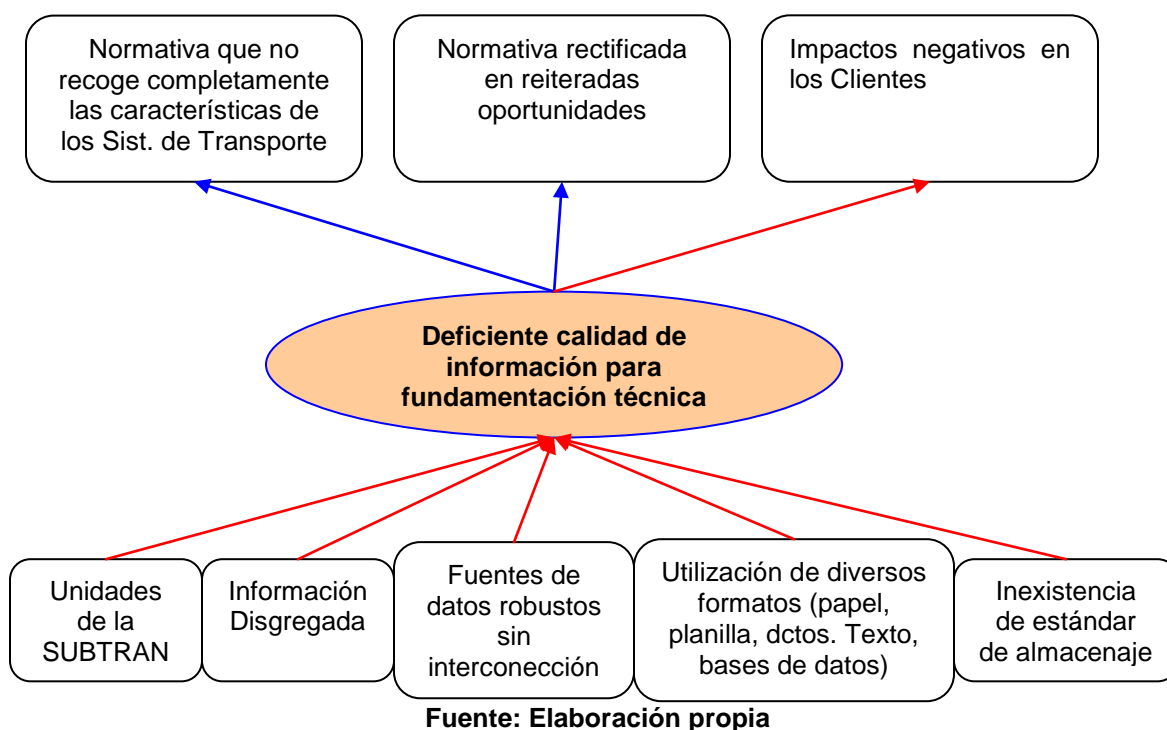 Normativa que no
recoge completamente
las características de
los Sist. de Transporte
Normativa rectificada
en reiteradas
oportunidades
Impactos negativos en
los Clientes
Deficiente calidad de
información para
fundamentación técnica
Unidades
de la
SUBTRAN
Información
Disgregada
Fuentes de
datos robustos
sin
interconección
Utilización de diversos
formatos (papel,
planilla, dctos. Texto,
bases de datos)
Inexistencia
de estándar
de almacenaje
Fuente: Elaboración propia